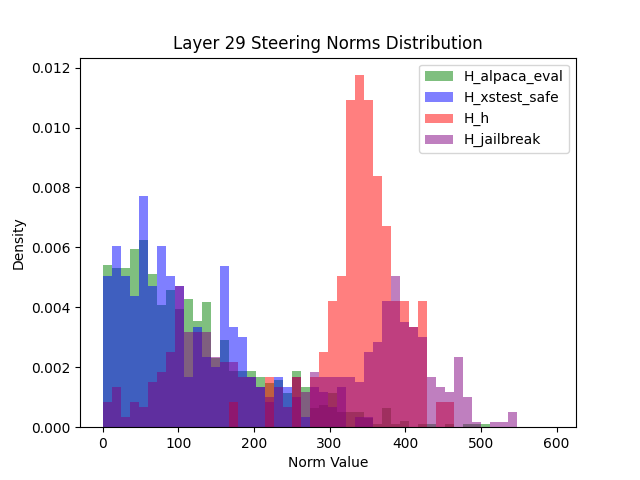 Layer 29 Steering Norms Distribution
H_alpaca_eval
H_xstest_safe
H_h
H_jailbreak
0.012
0.010
0.008
0.006
0.004
0.002
0.000
Density
0 100 200 300 400 500 600
Norm Value